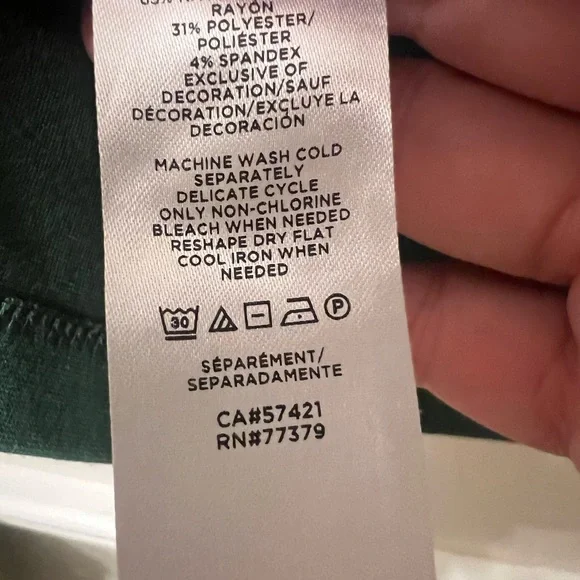 RAYON
31% POLYESTER/
POLIÉSTER
4% SPANDEX
EXCLUSIVE OF
DECORATION/SAUF
DÉCORATION/EXCLUYE LA
DECORACIÓN
MACHINE WASH COLD
SEPARATELY
DELICATE CYCLE
ONLY NON-CHLORINE
BLEACH WHEN NEEDED
RESHAPE DRY FLAT
COOL IRON WHEN
NEEDED
30 P
SÉPARÉMENT/
SEPARADAMENTE
CA#57421
RN#77379